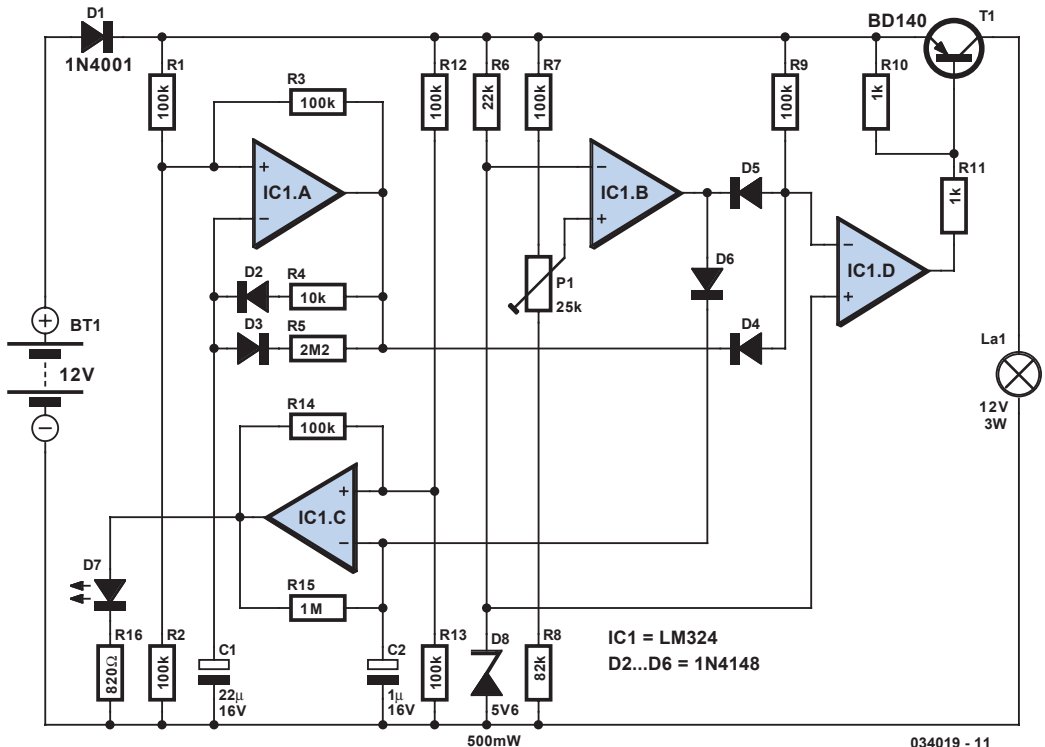 D1
1N4001
R1
100k
R3
100k
R12
100k
R6
22k
R7
100k
R9
100k
R10
1k
BD140
T1
+
IC1.A
−
−
IC1.B
+
D5
R11
1k
D6
−
IC1.D
+
D2
R4
10k
D3
R5
2M2
P1
25k
D4
+
BT1
12V
−
La1
12V
3W
R14
100k
+
IC1.C
−
D7
R15
1M
R16
820Ω
R2
100k
C1
22µ
16V
C2
1µ
16V
R13
100k
D8
5V6
500mW
R8
82k
IC1 = LM324
D2...D6 = 1N4148
034019 - 11